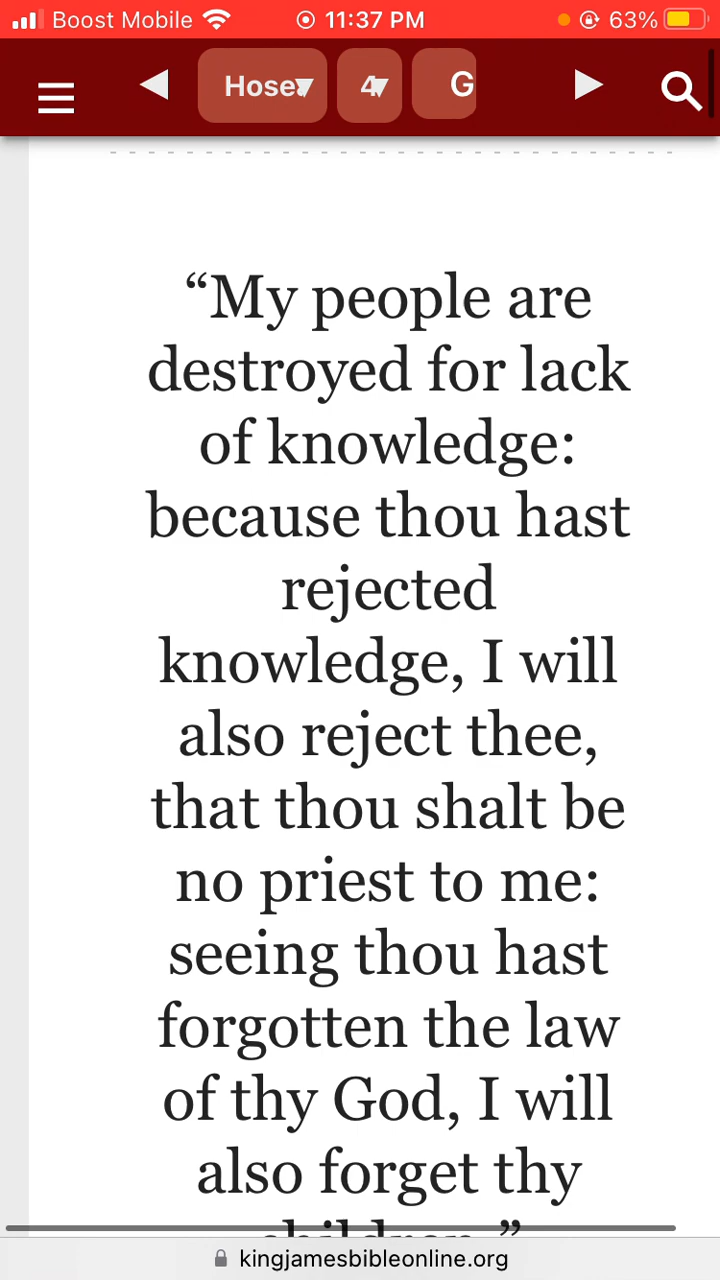 Boost Mobile 11:37 PM 63%
Hose 4 G
“My people are
destroyed for lack
of knowledge:
because thou hast
rejected
knowledge, I will
also reject thee,
that thou shalt be
no priest to me:
seeing thou hast
forgotten the law
of thy God, I will
also forget thy
children.”
kingjamesbibleonline.org